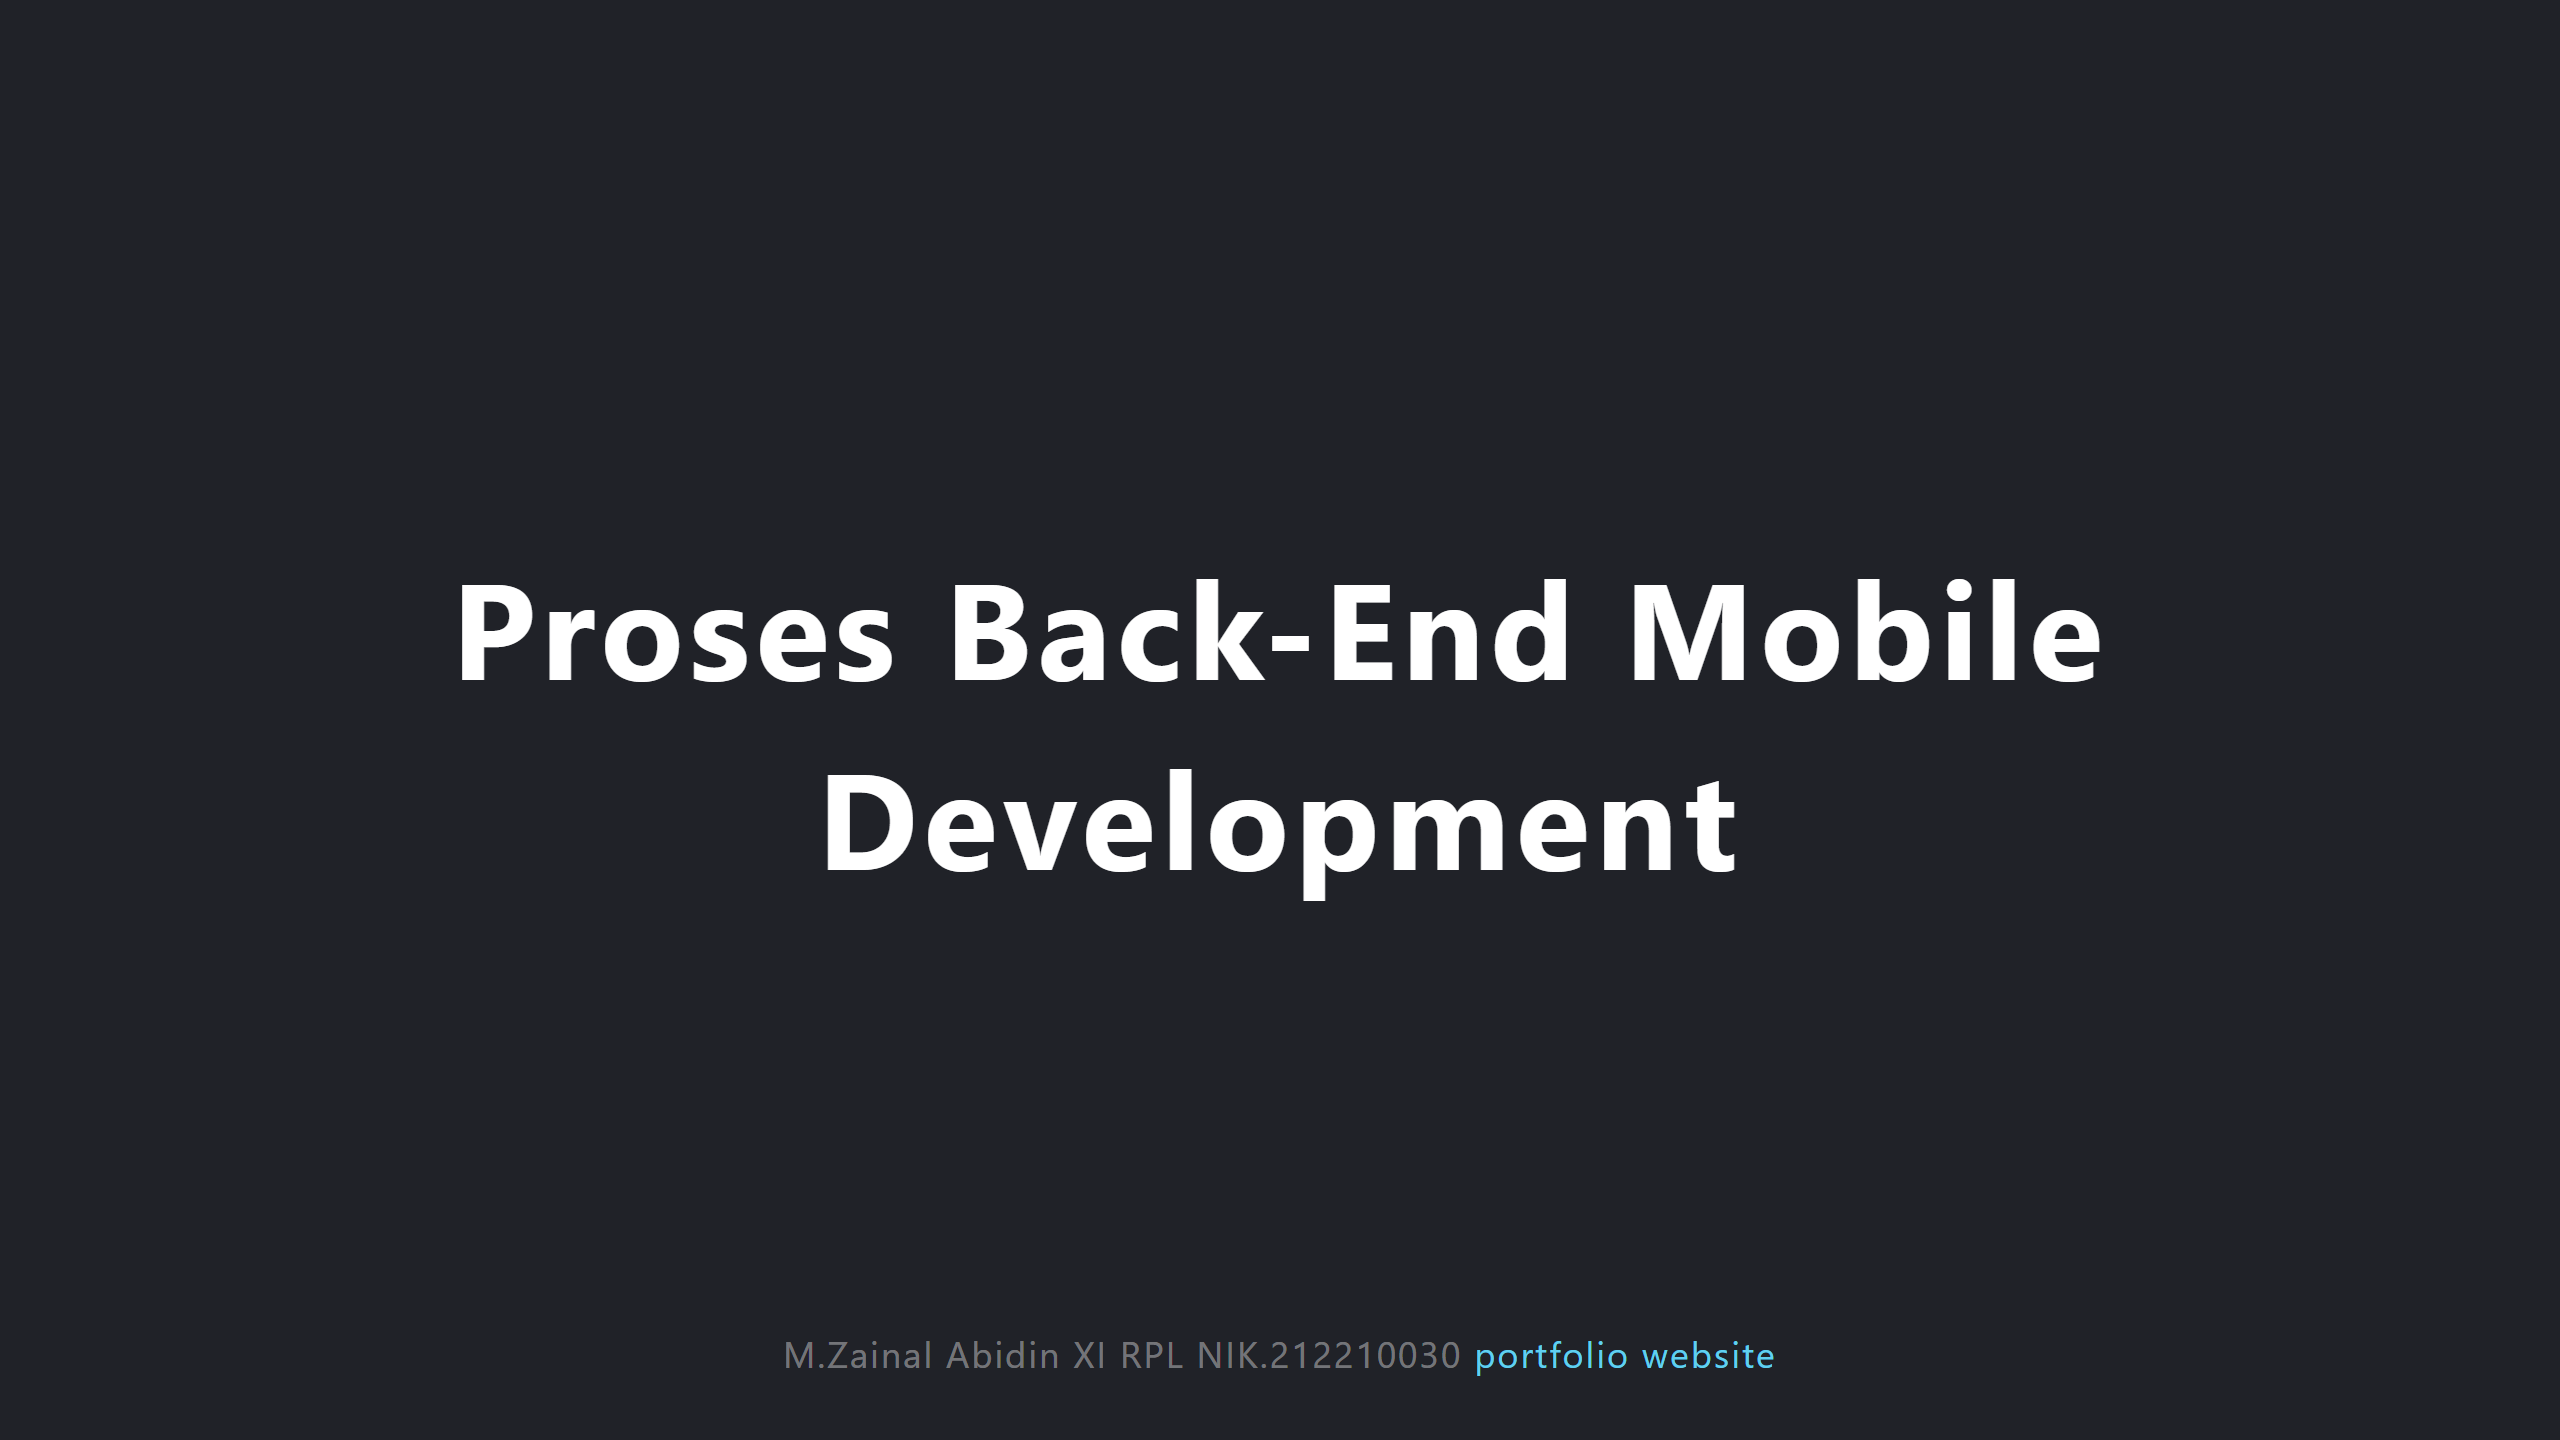 Proses Back-End Mobile
Development
M.Zainal Abidin XI RPL NIK.212210030 portfolio website